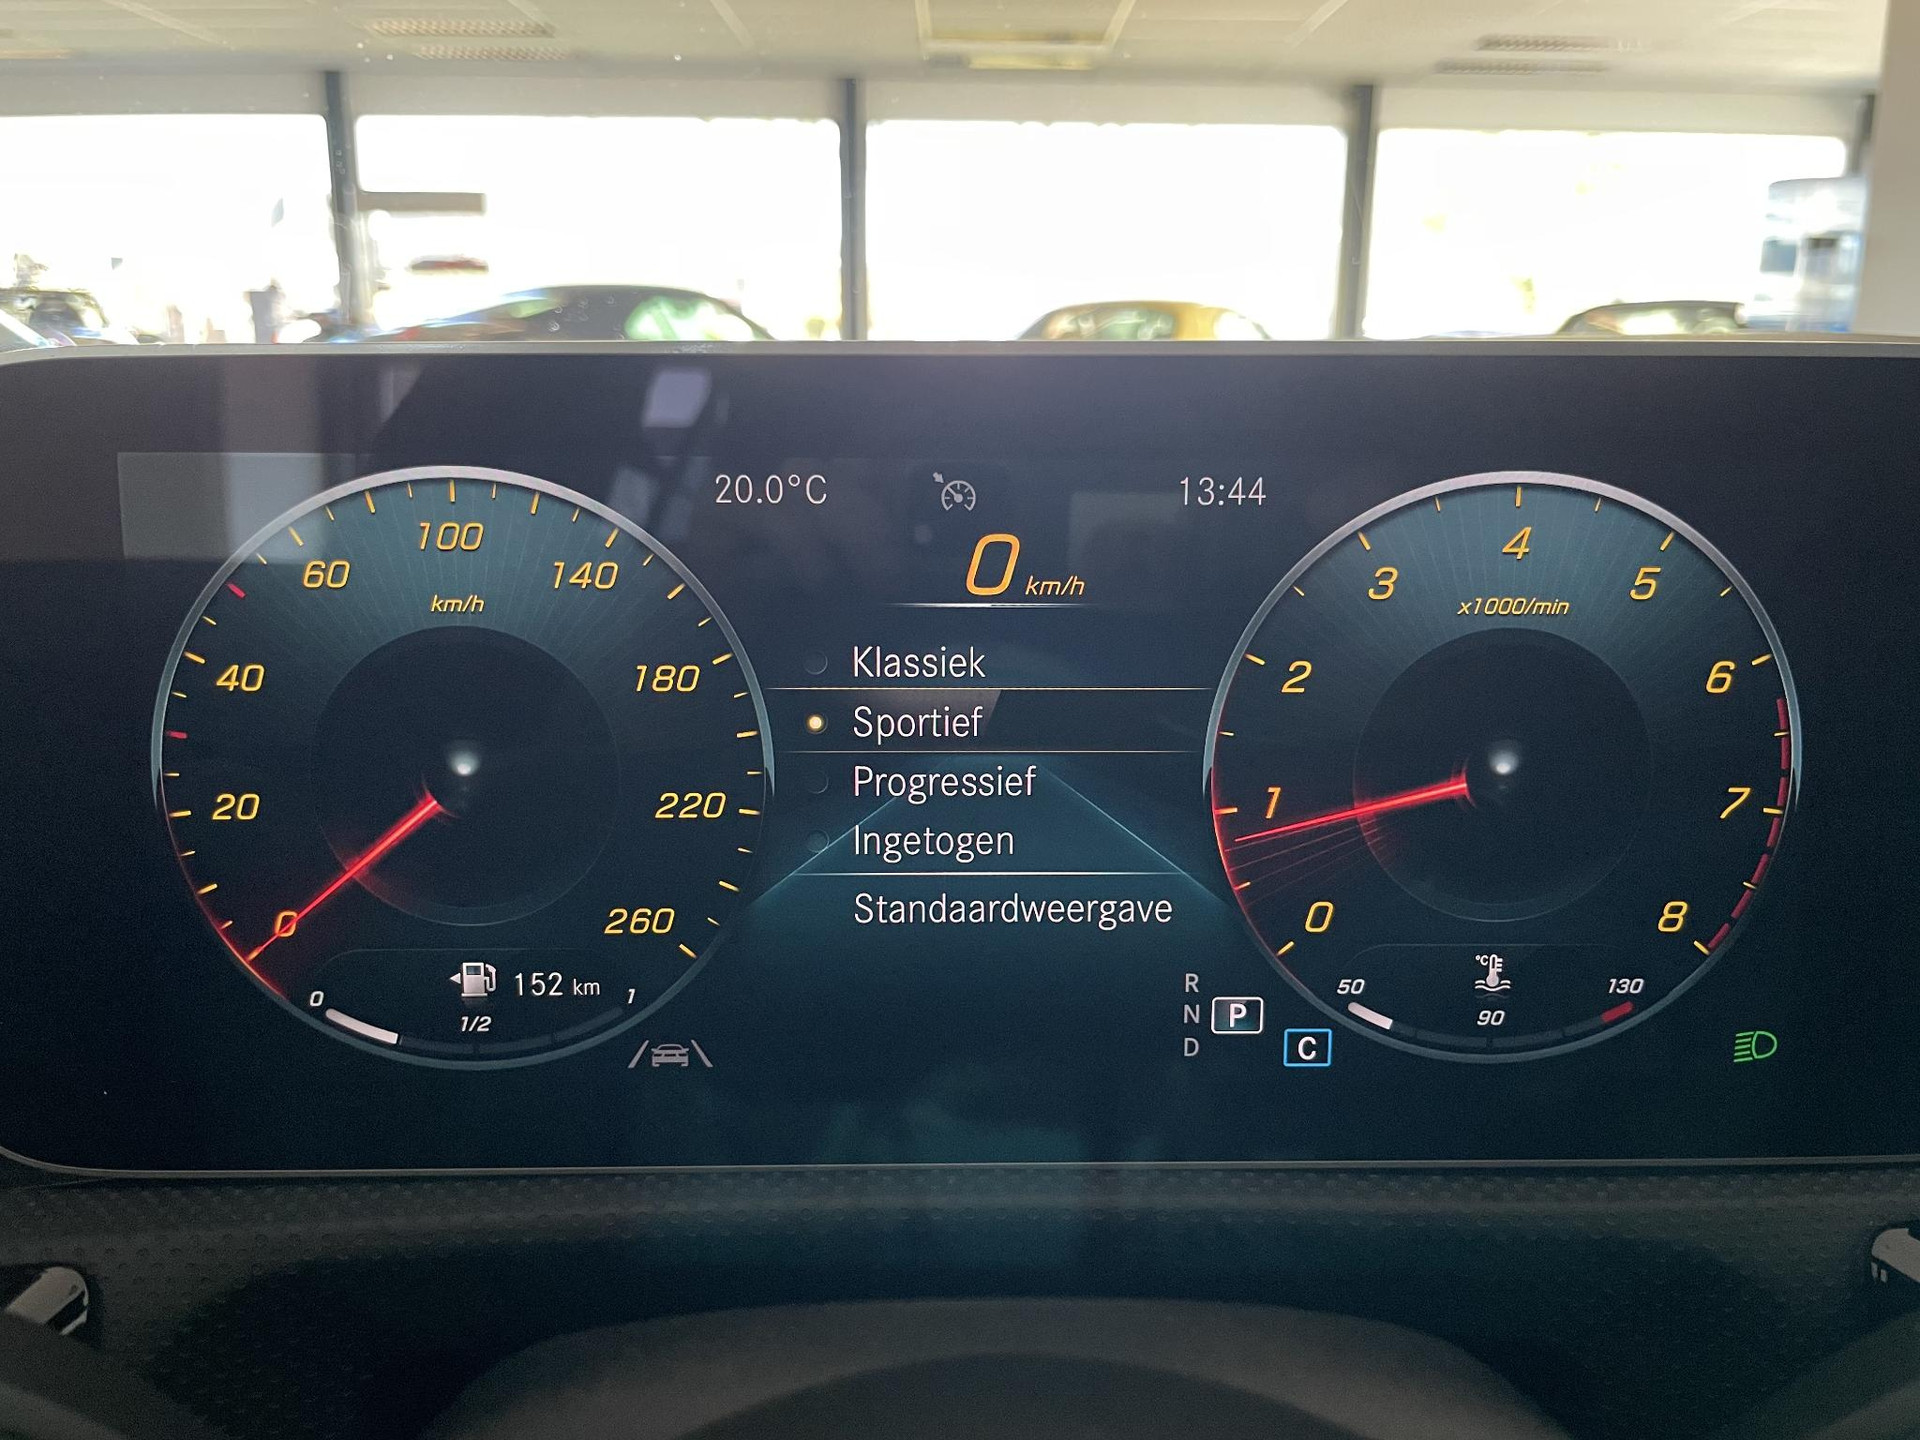 20.0°C
13:44
0 km/h
Klassiek
Sportief
Progressief
Ingetogen
Standaardweergave
0
20
40
60
100
140
180
220
260
km/h
152 km
0
1/2
1
R
N
D
P
C
0
1
2
3
4
5
6
7
8
x1000/min
°C
50
90
130